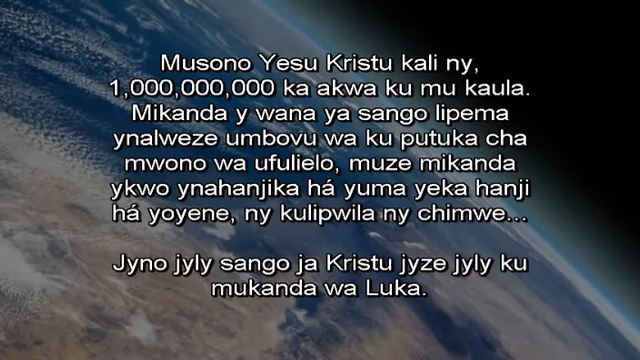 Musono Yesu Kristu kali ny,
1,000,000,000 ka akwa ku mu kaula.
Mikanda y wana ya sango lipema
ynalweze umbovu wa ku putuka cha
mwono wa ufulielo, muze mikanda
ykwo ynahanjika há yuma yeka hanji
há yoyene, ny kulipwila ny chimwe...
Jyno jyly sango ja Kristu jyze jyly ku
mukanda wa Luka.